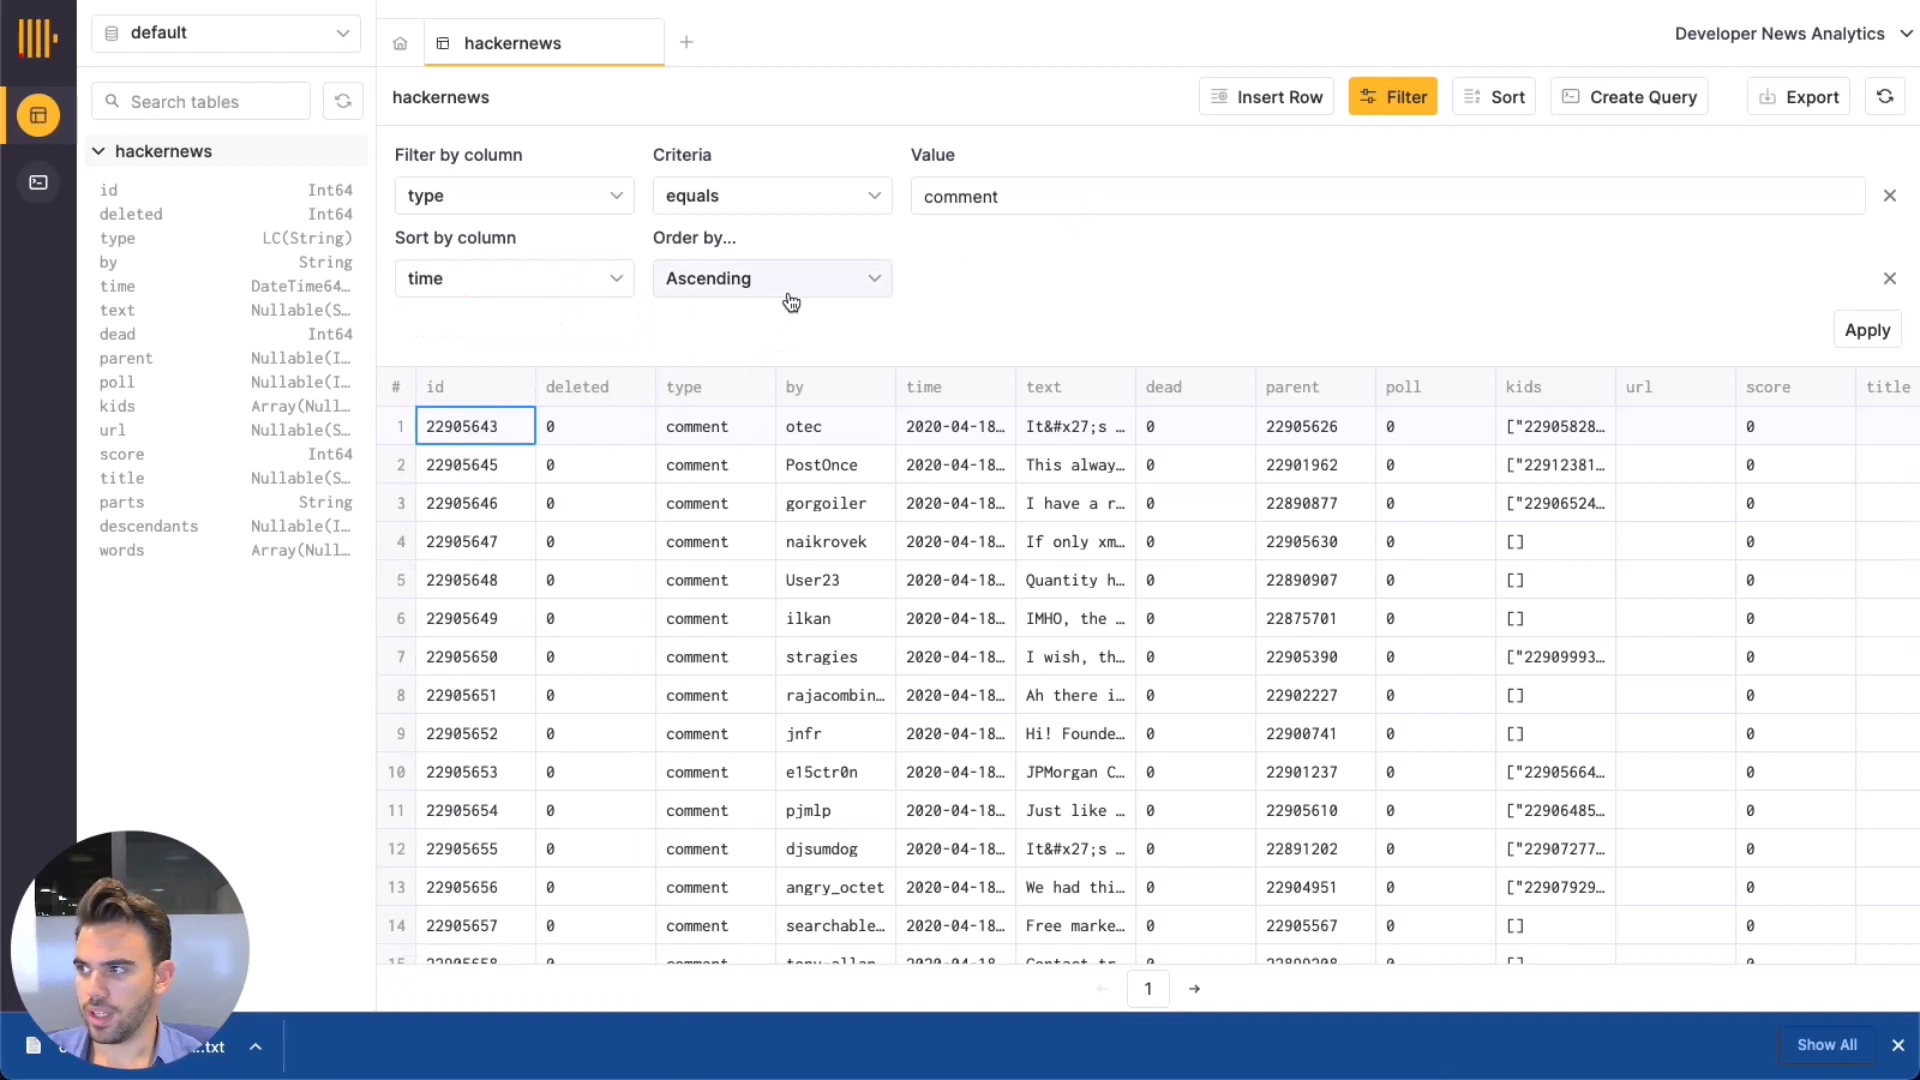 default
hackernews
Developer News Analytics
Search tables
hackernews
Insert Row
Filter
Sort
Create Query
Export
hackernews
id Int64
deleted Int64
type LC(String)
by String
time DateTime64…
text Nullable(S…
dead Int64
parent Nullable(I…
poll Nullable(I…
kids Array(Null…
url Nullable(S…
score Int64
title Nullable(S…
parts String
descendants Nullable(I…
words Array(Null…
Filter by column Criteria Value
type equals comment
Sort by column Order by...
time Ascending
Apply
# id deleted type by time text dead parent poll kids url score title
1 22905643 0 comment otec 2020-04-18… It&#x27;s … 0 22905626 0 ["22905828… 0
2 22905645 0 comment PostOnce 2020-04-18… This alway… 0 22901962 0 ["22912381… 0
3 22905646 0 comment gorgoiler 2020-04-18… I have a r… 0 22890877 0 ["22906524… 0
4 22905647 0 comment naikrovek 2020-04-18… If only xm… 0 22905630 0 [] 0
5 22905648 0 comment User23 2020-04-18… Quantity h… 0 22890907 0 [] 0
6 22905649 0 comment ilkan 2020-04-18… IMHO, the … 0 22875701 0 [] 0
7 22905650 0 comment stragies 2020-04-18… I wish, th… 0 22905390 0 ["22909993… 0
8 22905651 0 comment rajacombin… 2020-04-18… Ah there i… 0 22902227 0 [] 0
9 22905652 0 comment jnfr 2020-04-18… Hi! Founde… 0 22900741 0 [] 0
10 22905653 0 comment e15ctr0n 2020-04-18… JPMorgan C… 0 22901237 0 ["22905664… 0
11 22905654 0 comment pjmlp 2020-04-18… Just like … 0 22905610 0 ["22906485… 0
12 22905655 0 comment djsumdog 2020-04-18… It&#x27;s … 0 22891202 0 ["22907277… 0
13 22905656 0 comment angry_octet 2020-04-18… We had thi… 0 22904951 0 ["22907929… 0
14 22905657 0 comment searchable… 2020-04-18… Free marke… 0 22905567 0 [] 0
1
….txt
Show All